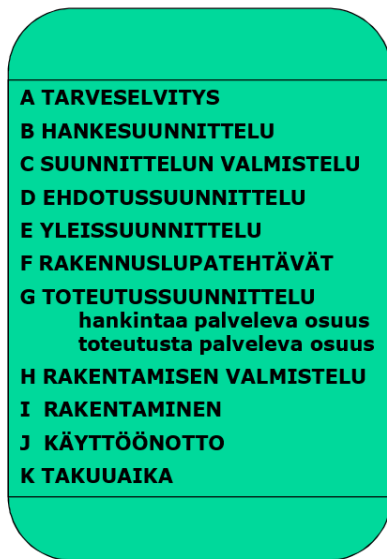 A TARVESELVITYS
B HANKESUUNNITTELU
C SUUNNITTELUN VALMISTELU
D EHDOTUSSUUNNITTELU
E YLEISSUUNNITTELU
F RAKENNUSLUPATEHTÄVÄT
G TOTEUTUSSUUNNITTELU
hankintaa palveleva osuus
toteutusta palveleva osuus
H RAKENTAMISEN VALMISTELU
I RAKENTAMINEN
J KÄYTTÖÖNOTTO
K TAKUUAIKA